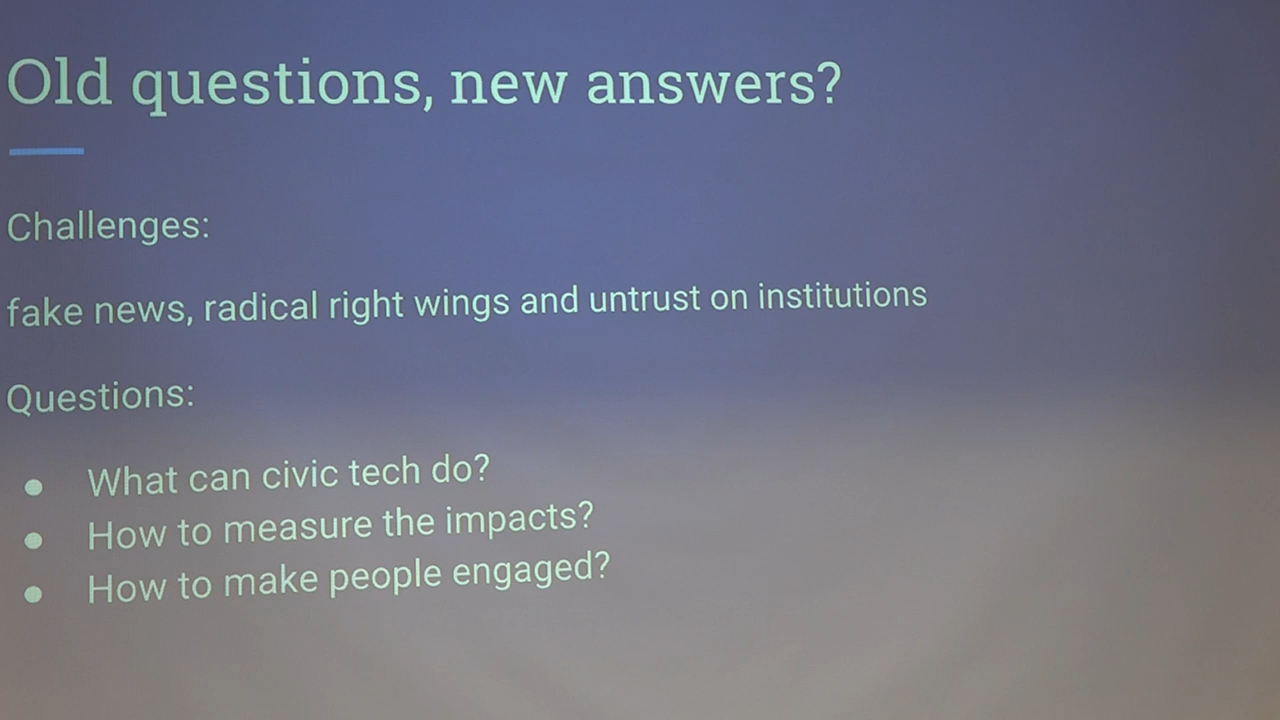 Old questions, new answers?
Challenges:
fake news, radical right wings and untrust on institutions
Questions:
● What can civic tech do?
● How to measure the impacts?
● How to make people engaged?